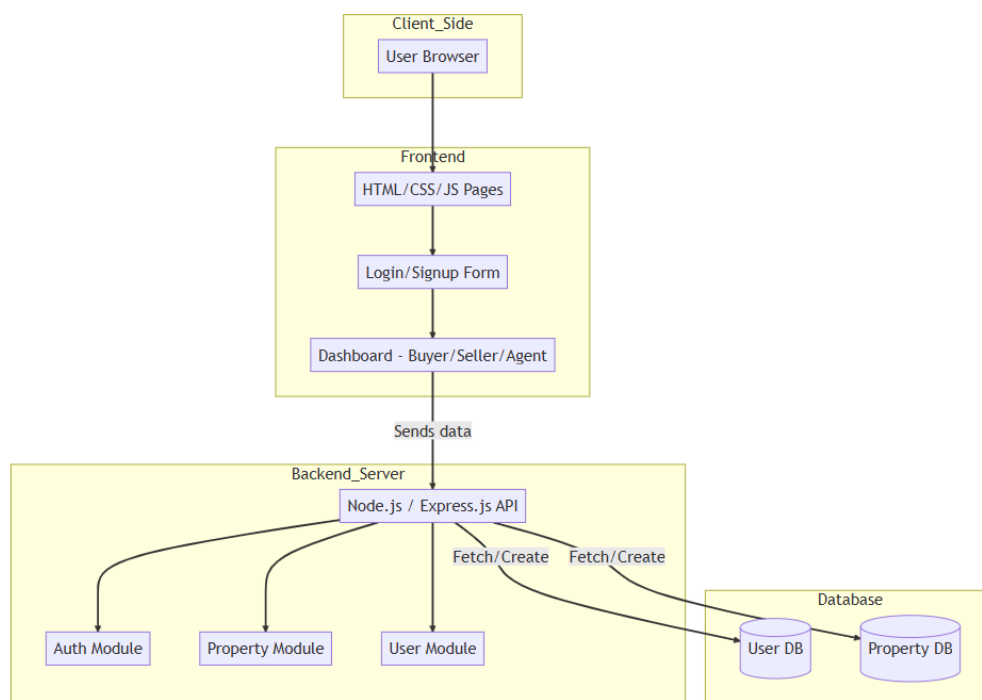 Client_Side
User Browser
Frontend
HTML/CSS/JS Pages
Login/Signup Form
Dashboard - Buyer/Seller/Agent
Sends data
Backend_Server
Node.js / Express.js API
Fetch/Create
Fetch/Create
Auth Module
Property Module
User Module
Database
User DB
Property DB